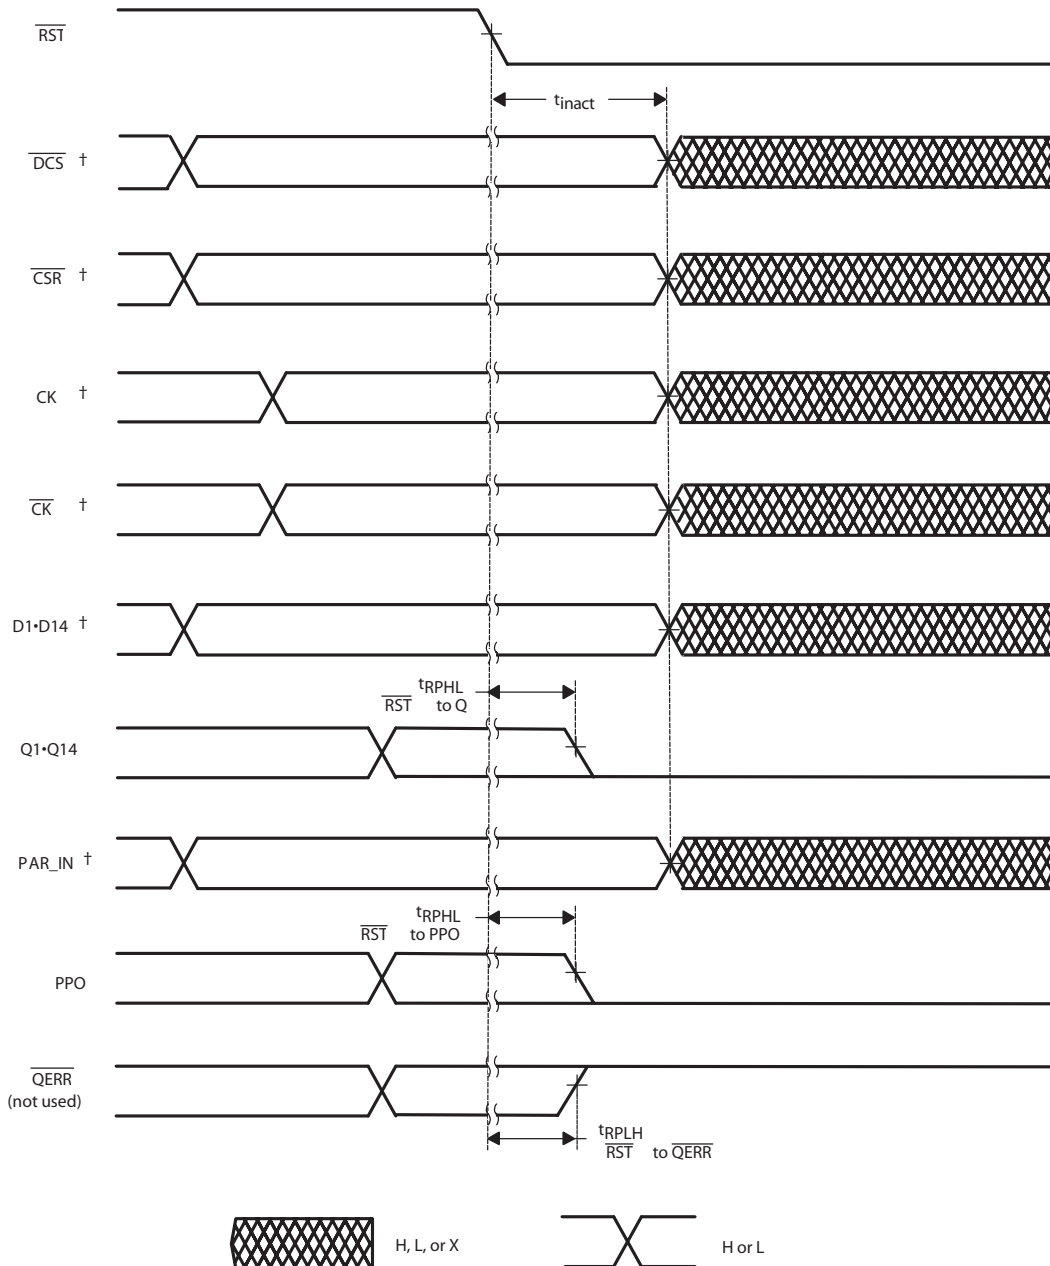 RST
tinact
DCS †
CSR †
CK †
CK †
D1•D14 †
tRPHL
RST to Q
Q1•Q14
PAR_IN †
tRPHL
RST to PPO
PPO
QERR
(not used)
tRPLH
RST to QERR
H, L, or X
H or L